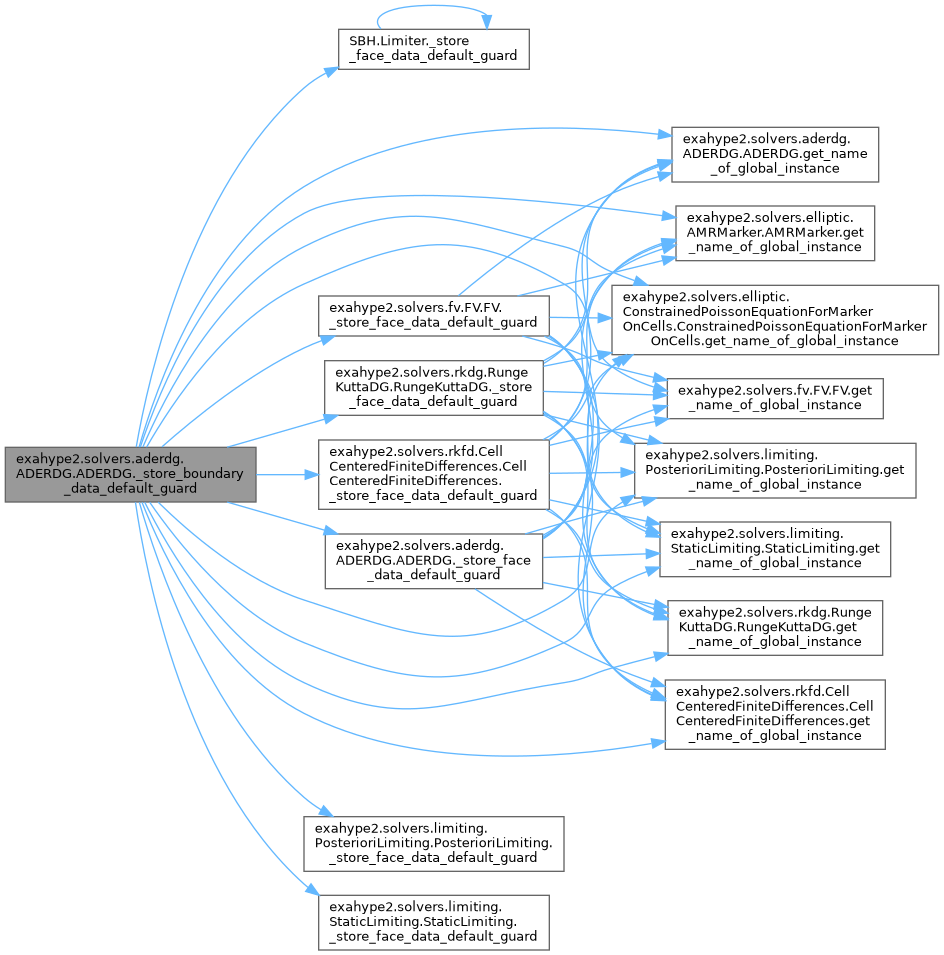 SBH.Limiter._store
_face_data_default_guard
exahype2.solvers.aderdg.
ADERDG.ADERDG.get_name
_of_global_instance
exahype2.solvers.elliptic.
AMRMarker.AMRMarker.get
_name_of_global_instance
exahype2.solvers.elliptic.
ConstrainedPoissonEquationForMarker
OnCells.ConstrainedPoissonEquationForMarker
OnCells.get_name_of_global_instance
exahype2.solvers.fv.FV.FV.
_store_face_data_default_guard
exahype2.solvers.rkdg.Runge
KuttaDG.RungeKuttaDG._store
_face_data_default_guard
exahype2.solvers.fv.FV.FV.get
_name_of_global_instance
exahype2.solvers.aderdg.
ADERDG.ADERDG._store_boundary
_data_default_guard
exahype2.solvers.rkfd.Cell
CenteredFiniteDifferences.Cell
CenteredFiniteDifferences.
_store_face_data_default_guard
exahype2.solvers.limiting.
PosterioriLimiting.PosterioriLimiting.get
_name_of_global_instance
exahype2.solvers.aderdg.
ADERDG.ADERDG._store_face
_data_default_guard
exahype2.solvers.limiting.
StaticLimiting.StaticLimiting.get
_name_of_global_instance
exahype2.solvers.rkdg.Runge
KuttaDG.RungeKuttaDG.get
_name_of_global_instance
exahype2.solvers.rkfd.Cell
CenteredFiniteDifferences.Cell
CenteredFiniteDifferences.get
_name_of_global_instance
exahype2.solvers.limiting.
PosterioriLimiting.PosterioriLimiting.
_store_face_data_default_guard
exahype2.solvers.limiting.
StaticLimiting.StaticLimiting.
_store_face_data_default_guard